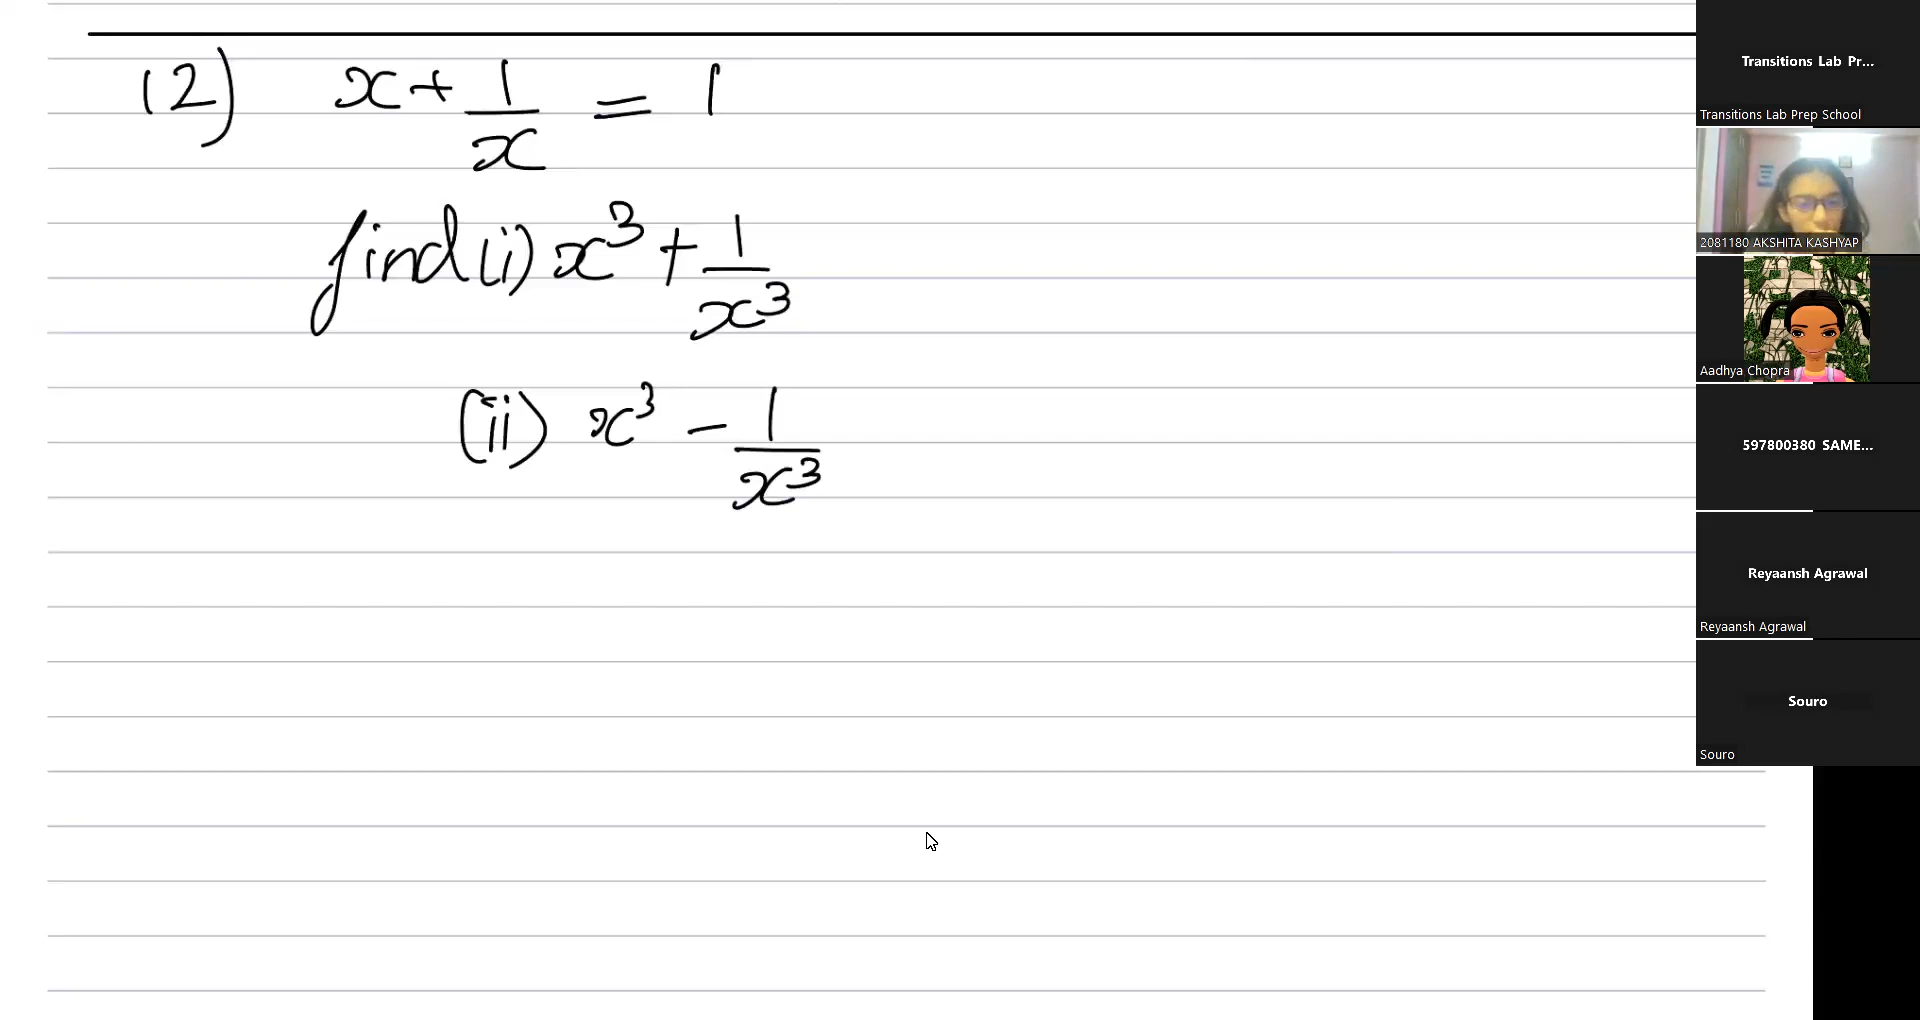 12) x + 1/x = 1
find (i) x³ + 1/x³
(ii) x³ - 1/x³
Transitions Lab Pr...
Transitions Lab Prep School
2081180 AKSHITA KASHYAP
Aadhya Chopra
597800380 SAME...
Reyaansh Agrawal
Reyaansh Agrawal
Souro
Souro